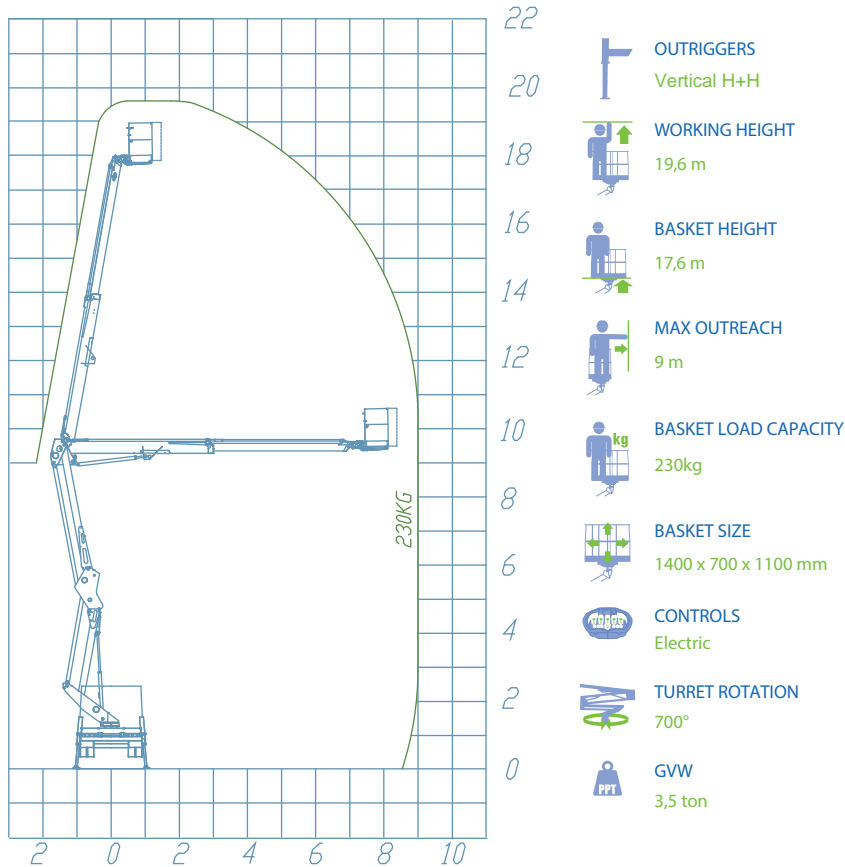 22
20
18
16
14
12
10
8
6
4
2
0
2 0 2 4 6 8 10
230KG
OUTRIGGERS
Vertical H+H
WORKING HEIGHT
19,6 m
BASKET HEIGHT
17,6 m
MAX OUTREACH
9 m
kg
BASKET LOAD CAPACITY
230kg
BASKET SIZE
1400 x 700 x 1100 mm
CONTROLS
Electric
TURRET ROTATION
700°
PPT
GVW
3,5 ton